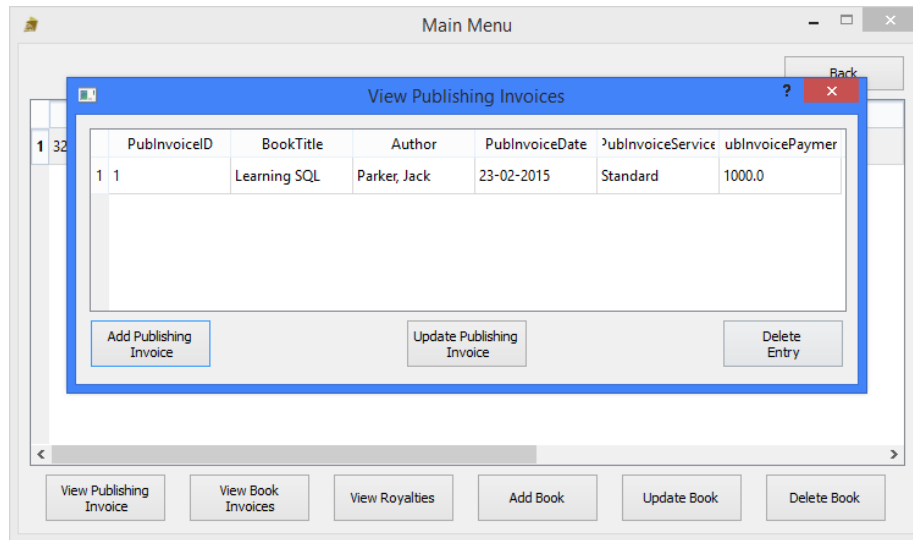 Main Menu
Back
View Publishing Invoices
?
PubInvoiceID BookTitle Author PubInvoiceDate PubInvoiceService ubInvoicePaymer
1 32
1 1 Learning SQL Parker, Jack 23-02-2015 Standard 1000.0
Add Publishing
Invoice
Update Publishing
Invoice
Delete
Entry
View Publishing
Invoice
View Book
Invoices
View Royalties
Add Book
Update Book
Delete Book